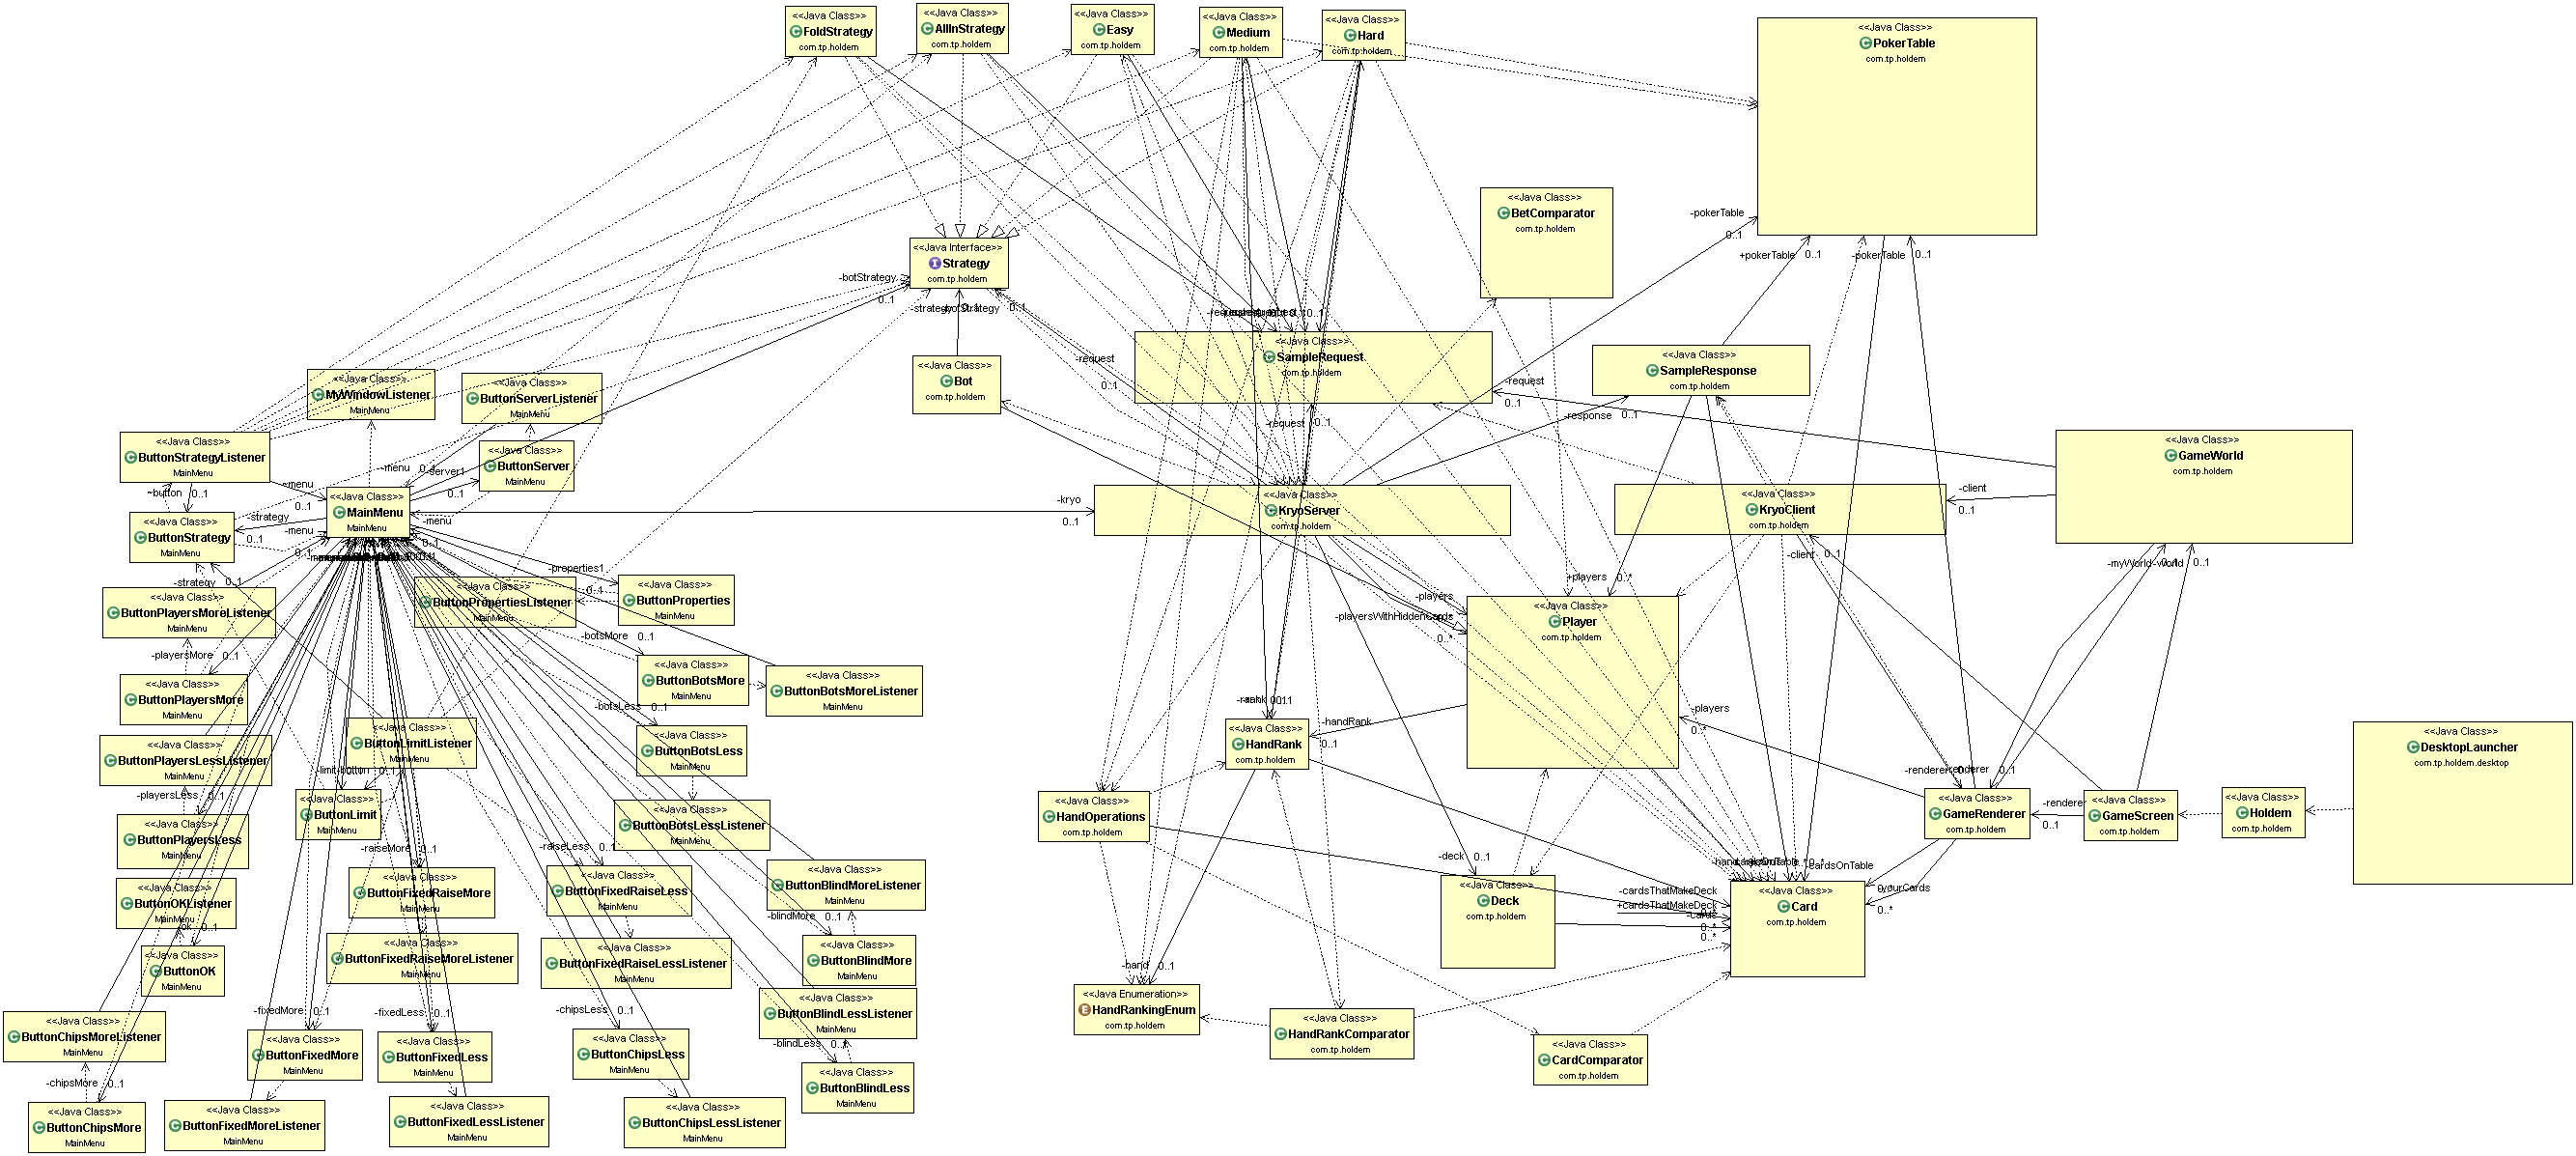 <<Java Class>>
FoldStrategy
com.tp.holdem
<<Java Class>>
AllInStrategy
com.tp.holdem
<<Java Class>>
Easy
com.tp.holdem
<<Java Class>>
Medium
com.tp.holdem
<<Java Class>>
Hard
com.tp.holdem
<<Java Class>>
PokerTable
com.tp.holdem
<<Java Class>>
BetComparator
com.tp.holdem
-pokerTable
0..1
<<Java Interface>>
Strategy
com.tp.holdem
-botStrategy
0..1
-strategy
0..1
+pokerTable
0..1
-pokerTable
0..1
<<Java Class>>
SampleRequest
com.tp.holdem
-request
0..1
-request
0..1
<<Java Class>>
SampleResponse
com.tp.holdem
-request
0..1
-response
0..1
<<Java Class>>
Bot
com.tp.holdem
<<Java Class>>
MyWindowListener
MainMenu
<<Java Class>>
ButtonServerListener
MainMenu
<<Java Class>>
ButtonStrategyListener
MainMenu
<<Java Class>>
ButtonServer
MainMenu
<<Java Class>>
GameWorld
com.tp.holdem
~button
0..1
~menu
0..1
-menu
-server1
0..1
<<Java Class>>
MainMenu
MainMenu
-menu
0..1
-kryo
0..1
<<Java Class>>
KryoServer
com.tp.holdem
<<Java Class>>
KryoClient
com.tp.holdem
-client
0..1
<<Java Class>>
ButtonStrategy
MainMenu
-strategy
0..1
-menu
0..1
-client
0..1
-myWorld
-world
0..1
-strategy
0..1
-properties1
0..1
<<Java Class>>
ButtonPropertiesListener
MainMenu
<<Java Class>>
ButtonProperties
MainMenu
<<Java Class>>
ButtonPlayersMoreListener
MainMenu
+players
0..*
-players
-playersWithHiddenCards
0..*
<<Java Class>>
Player
com.tp.holdem
-playersMore
0..1
-botsMore
0..1
<<Java Class>>
ButtonBotsMore
MainMenu
<<Java Class>>
ButtonBotsMoreListener
MainMenu
<<Java Class>>
ButtonPlayersMore
MainMenu
-botsLess
0..1
-rank
-handRank
0..1
-players
0..*
<<Java Class>>
HandRank
com.tp.holdem
<<Java Class>>
ButtonLimitListener
MainMenu
<<Java Class>>
ButtonBotsLess
MainMenu
<<Java Class>>
ButtonPlayersLessListener
MainMenu
<<Java Class>>
DesktopLauncher
com.tp.holdem.desktop
-limit
-button
0..1
-renderer
0..1
-playersLess
0..1
<<Java Class>>
ButtonLimit
MainMenu
<<Java Class>>
ButtonBotsLessListener
MainMenu
<<Java Class>>
HandOperations
com.tp.holdem
<<Java Class>>
GameRenderer
com.tp.holdem
-renderer
0..1
<<Java Class>>
GameScreen
com.tp.holdem
<<Java Class>>
Holdem
com.tp.holdem
<<Java Class>>
ButtonPlayersLess
MainMenu
-raiseMore
0..1
-raiseLess
0..1
-deck
0..1
-cardsOnTable
<<Java Class>>
ButtonOKListener
MainMenu
<<Java Class>>
ButtonFixedRaiseMore
MainMenu
<<Java Class>>
ButtonFixedRaiseLess
MainMenu
<<Java Class>>
ButtonBlindMoreListener
MainMenu
<<Java Class>>
Deck
com.tp.holdem
-cardsThatMakeDeck
+cardsThatMakeDeck
-cards
0..*
0..*
<<Java Class>>
Card
com.tp.holdem
-yourCards
0..*
-ok
0..1
-blindMore
0..1
<<Java Class>>
ButtonOK
MainMenu
<<Java Class>>
ButtonFixedRaiseMoreListener
MainMenu
<<Java Class>>
ButtonFixedRaiseLessListener
MainMenu
<<Java Class>>
ButtonBlindMore
MainMenu
-hand
0..1
<<Java Enumeration>>
HandRankingEnum
com.tp.holdem
<<Java Class>>
HandRankComparator
com.tp.holdem
<<Java Class>>
CardComparator
com.tp.holdem
<<Java Class>>
ButtonChipsMoreListener
MainMenu
-fixedMore
0..1
-fixedLess
0..1
-chipsLess
0..1
<<Java Class>>
ButtonBlindLessListener
MainMenu
<<Java Class>>
ButtonFixedMore
MainMenu
<<Java Class>>
ButtonFixedLess
MainMenu
<<Java Class>>
ButtonChipsLess
MainMenu
-blindLess
0..1
-chipsMore
0..1
<<Java Class>>
ButtonBlindLess
MainMenu
<<Java Class>>
ButtonChipsMore
MainMenu
<<Java Class>>
ButtonFixedMoreListener
MainMenu
<<Java Class>>
ButtonFixedLessListener
MainMenu
<<Java Class>>
ButtonChipsLessListener
MainMenu